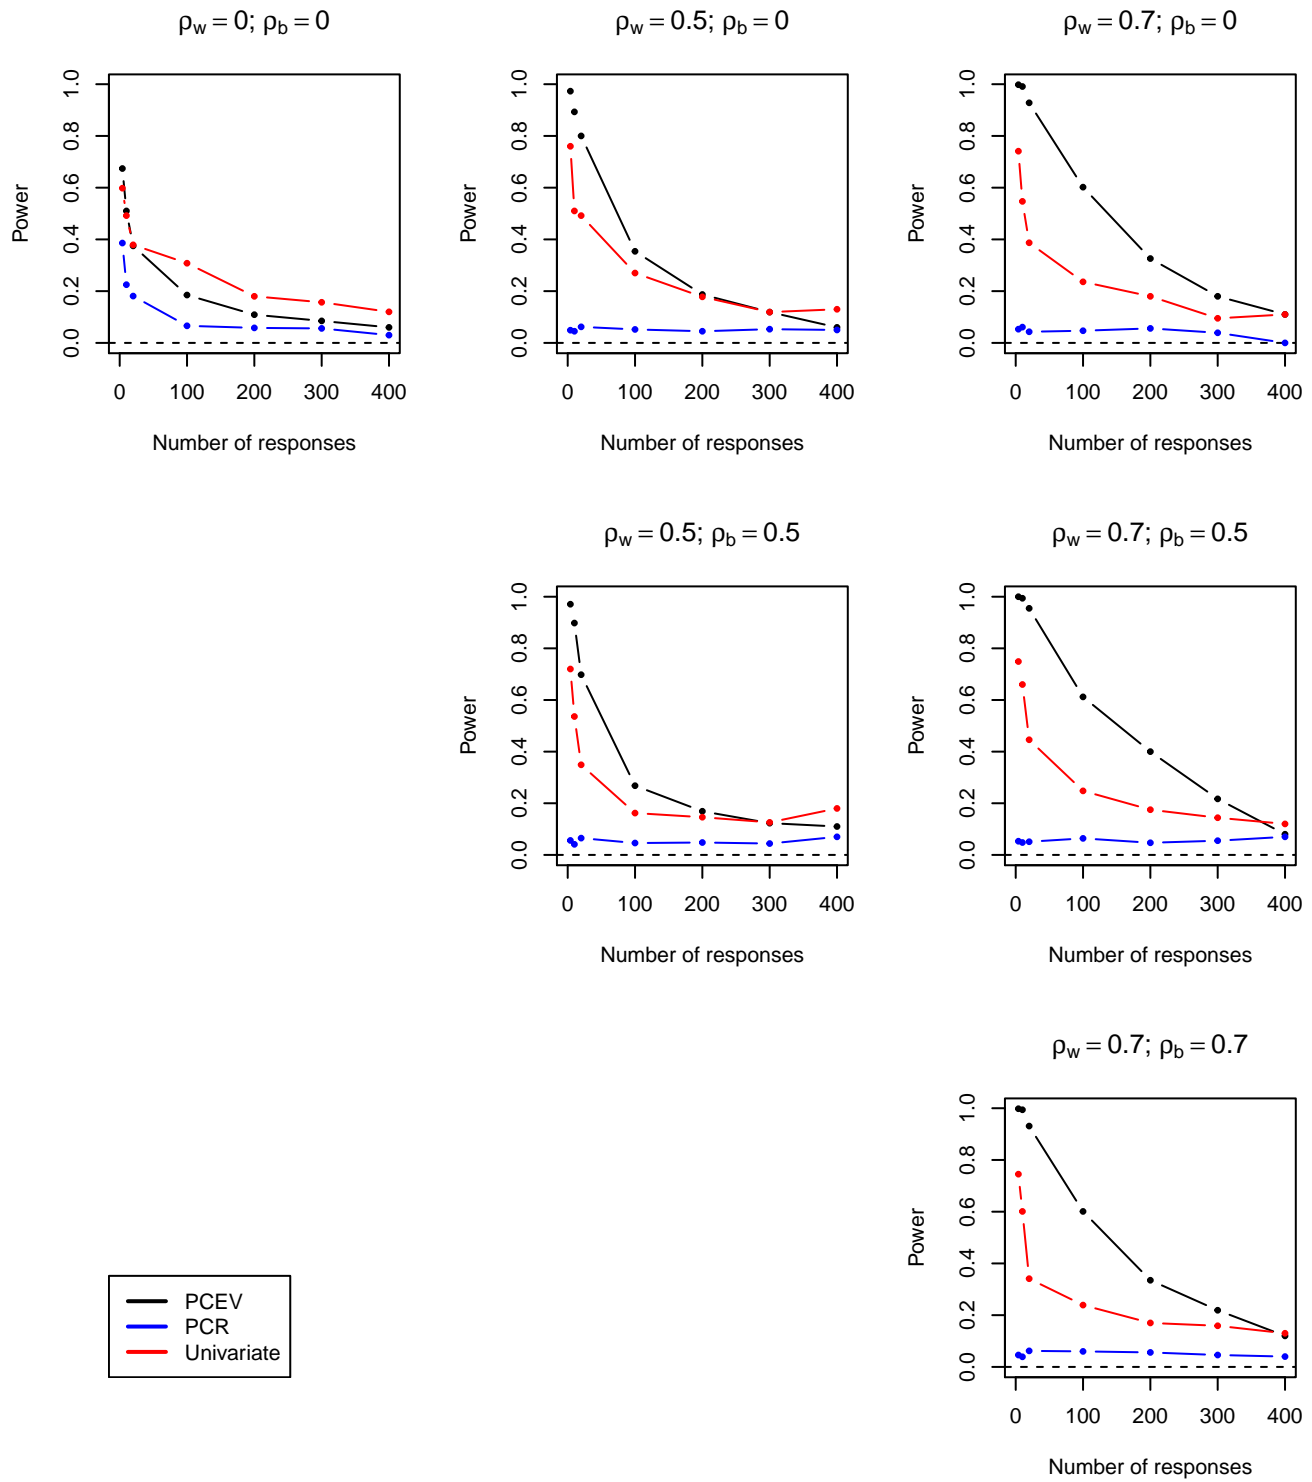 ρw = 0; ρb = 0
Power
0.0 0.2 0.4 0.6 0.8 1.0
0 100 200 300 400
Number of responses
ρw = 0.5; ρb = 0
Power
0.0 0.2 0.4 0.6 0.8 1.0
0 100 200 300 400
Number of responses
ρw = 0.7; ρb = 0
Power
0.0 0.2 0.4 0.6 0.8 1.0
0 100 200 300 400
Number of responses
ρw = 0.5; ρb = 0.5
Power
0.0 0.2 0.4 0.6 0.8 1.0
0 100 200 300 400
Number of responses
ρw = 0.7; ρb = 0.5
Power
0.0 0.2 0.4 0.6 0.8 1.0
0 100 200 300 400
Number of responses
ρw = 0.7; ρb = 0.7
Power
0.0 0.2 0.4 0.6 0.8 1.0
0 100 200 300 400
Number of responses
PCEV
PCR
Univariate